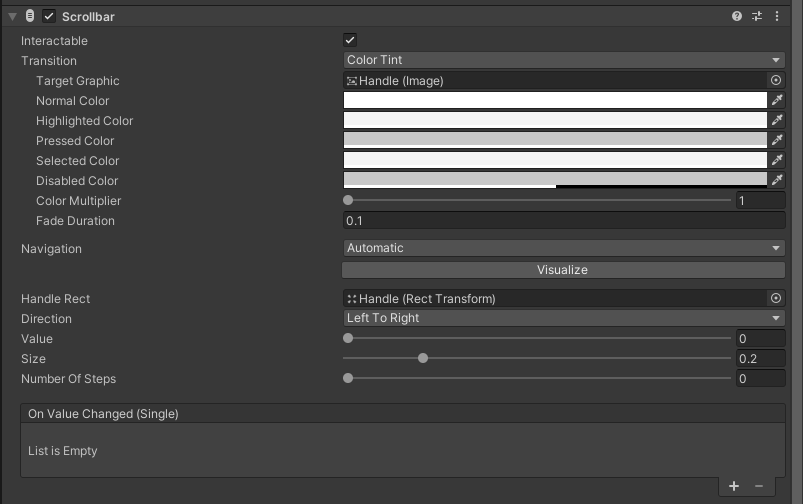 Scrollbar
Interactable
Transition Color Tint
Target Graphic Handle (Image)
Normal Color
Highlighted Color
Pressed Color
Selected Color
Disabled Color
Color Multiplier 1
Fade Duration 0.1
Navigation Automatic
Visualize
Handle Rect Handle (Rect Transform)
Direction Left To Right
Value 0
Size 0.2
Number Of Steps 0
On Value Changed (Single)
List is Empty